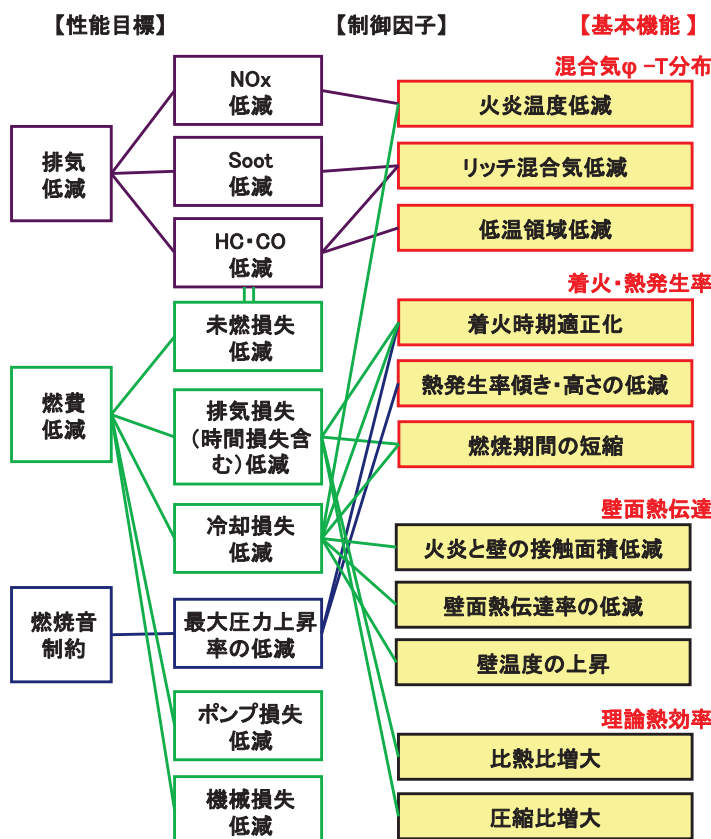 【性能目標】
【制御因子】
【基本機能 】
混合気φ -T分布
NOx
低減
火炎温度低減
排気
低減
Soot
低減
リッチ混合気低減
HC・CO
低減
低温領域低減
着火・熱発生率
未燃損失
低減
着火時期適正化
燃費
低減
排気損失
(時間損失含
む)低減
熱発生率傾き・高さの低減
燃焼期間の短縮
冷却損失
低減
壁面熱伝達
火炎と壁の接触面積低減
燃焼音
制約
最大圧力上昇
率の低減
壁面熱伝達率の低減
壁温度の上昇
ポンプ損失
低減
理論熱効率
比熱比増大
機械損失
低減
圧縮比増大